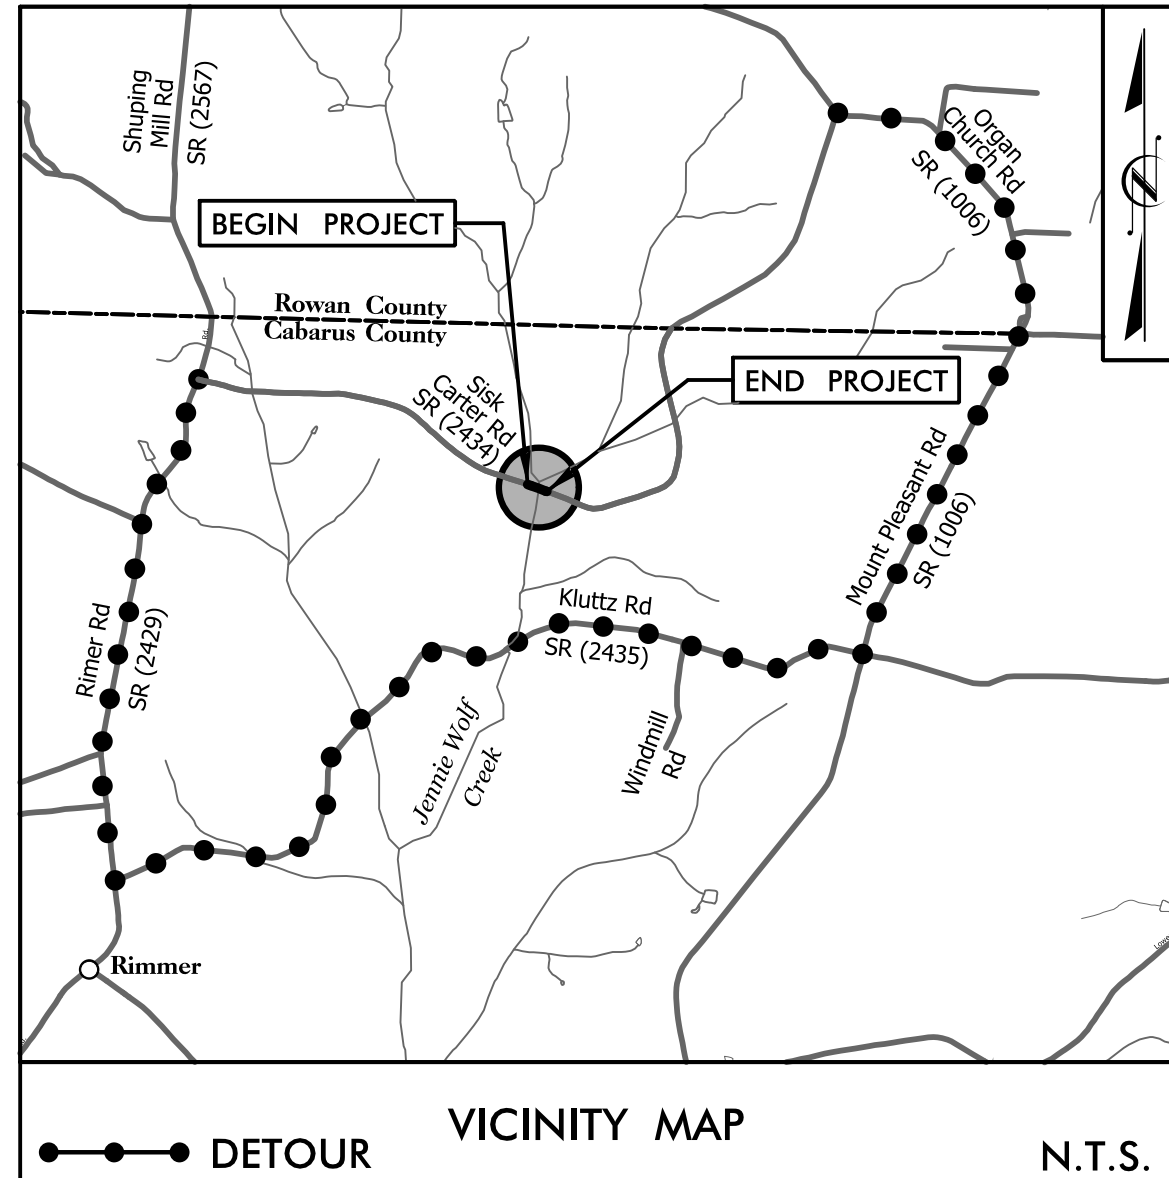 Shuping
Mill Rd
SR (2567)
Organ
Church Rd
SR (1006)
BEGIN PROJECT
Rowan County
Cabarus County
Rd
END PROJECT
Sisk
Carter Rd
SR (2434)
Mount Pleasant Rd
SR (1006)
Rimer Rd
SR (2429)
Kluttz Rd
SR (2435)
Jennie Wolf
Creek
Windmill
Rd
Rimmer
Lowe
VICINITY MAP
DETOUR
N.T.S.